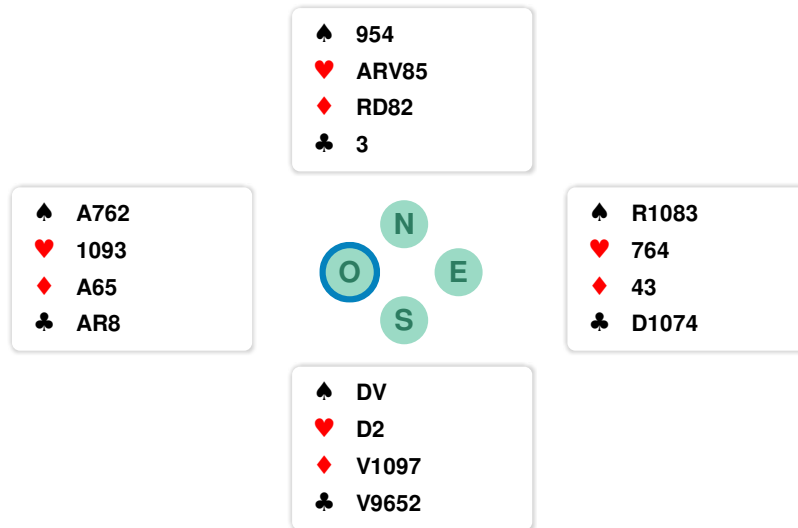 ♠ 954
♥ ARV85
♦ RD82
♣ 3
♠ A762
♥ 1093
♦ A65
♣ AR8
N
O E
S
♠ R1083
♥ 764
♦ 43
♣ D1074
♠ DV
♥ D2
♦ V1097
♣ V9652